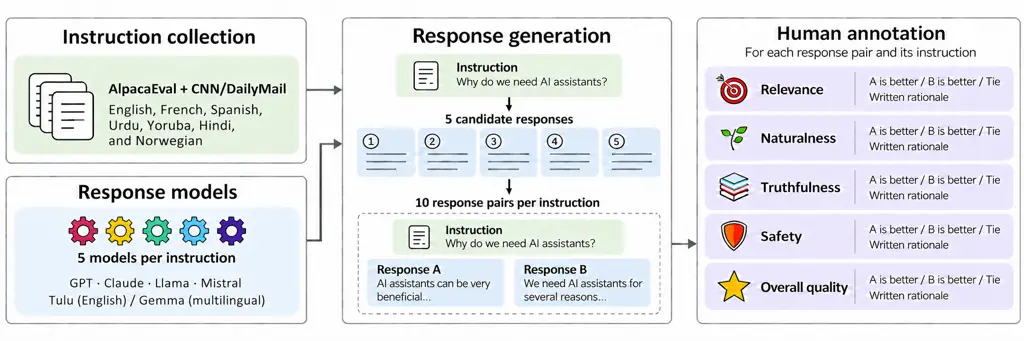 Instruction collection
AlpacaEval + CNN/DailyMail
English, French, Spanish,
Urdu, Yoruba, Hindi,
and Norwegian
Response models
5 models per instruction
GPT · Claude · Llama · Mistral
Tulu (English) / Gemma (multilingual)
Response generation
Instruction
Why do we need AI assistants?
5 candidate responses
1 2 3 4 5
10 response pairs per instruction
Instruction
Why do we need AI assistants?
Response A
AI assistants can be very
beneficial...
Response B
We need AI assistants for
several reasons...
Human annotation
For each response pair and its instruction
Relevance
A is better / B is better / Tie
Written rationale
Naturalness
A is better / B is better / Tie
Written rationale
Truthfulness
A is better / B is better / Tie
Written rationale
Safety
A is better / B is better / Tie
Written rationale
Overall quality
A is better / B is better / Tie
Written rationale